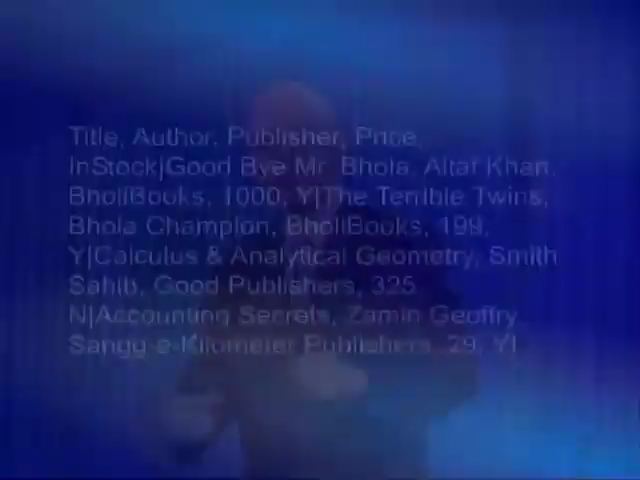 Title, Author, Publisher, Price,
InStock|Good Bye Mr. Bhola, Altaf Khan,
BholiBooks, 1000, Y|The Terrible Twins,
Bhola Champion, BholiBooks, 199,
Y|Calculus & Analytical Geometry, Smith
Sahib, Good Publishers, 325,
N|Accounting Secrets, Zamin Geoffry,
Sangg-e-Kilometer Publishers, 29, Y|